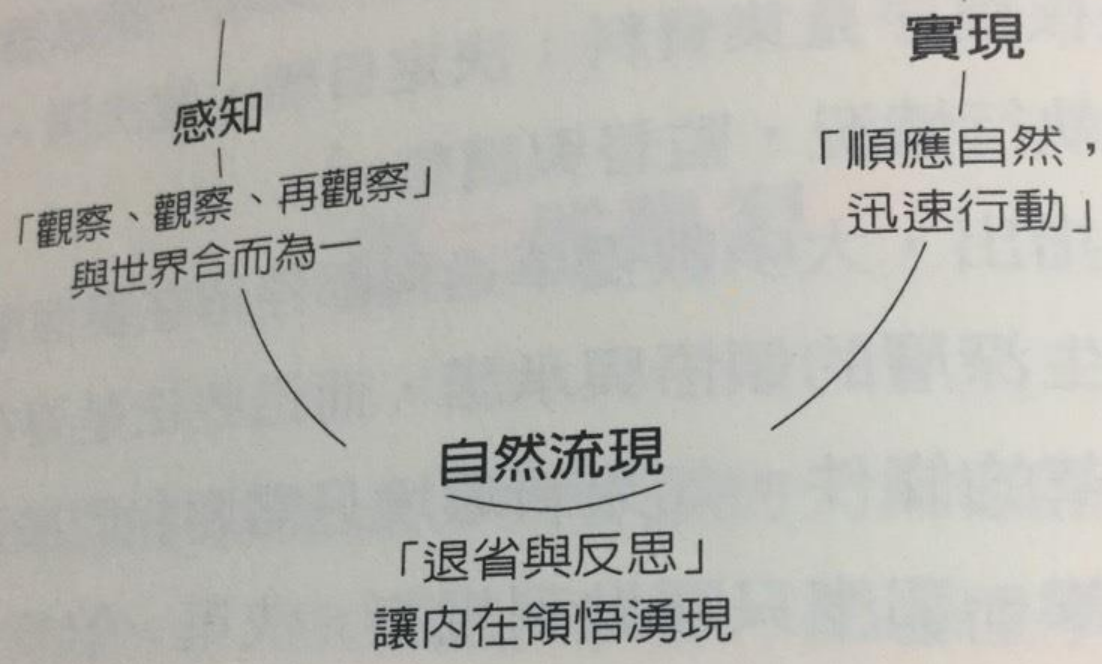 感知
「觀察、觀察、再觀察」
與世界合而為一
實現
「順應自然，
迅速行動」
自然流現
「退省與反思」
讓内在領悟湧現